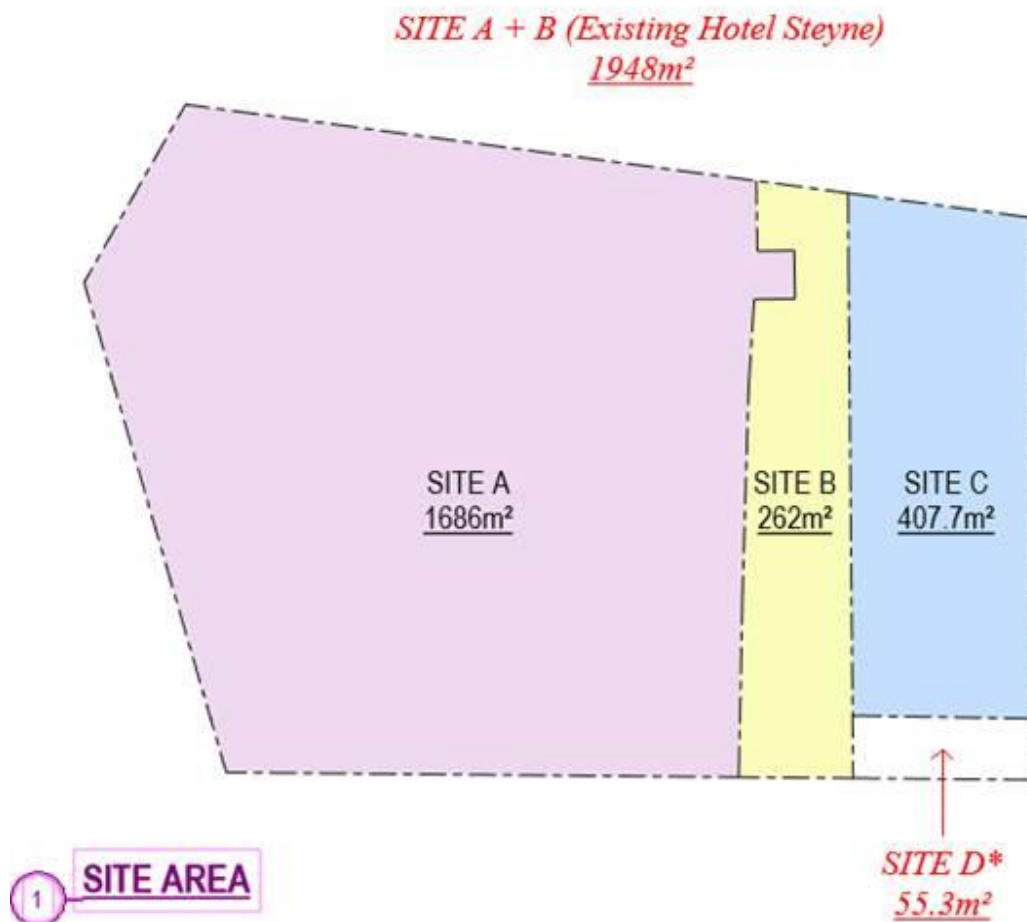 SITE A + B (Existing Hotel Steyne)
1948m²
SITE A
1686m²
SITE B
262m²
SITE C
407.7m²
SITE D*
55.3m²
1
SITE AREA